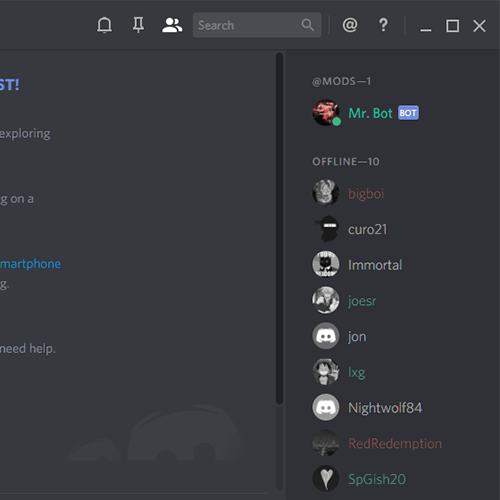 Search
@
?
ST!
exploring
g on a
martphone
g.
need help.
@MODS—1
Mr. Bot BOT
OFFLINE—10
bigboi
curo21
Immortal
joesr
jon
lxg
Nightwolf84
RedRedemption
SpGish20